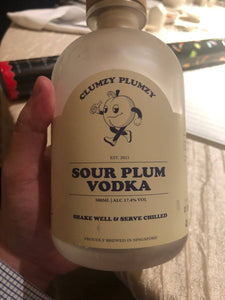 CLUMZY PLUMZY
EST. 2021
SOUR PLUM
VODKA
500ML | ALC 17.4% VOL
SHAKE WELL & SERVE CHILLED
PROUDLY BREWED IN SINGAPORE